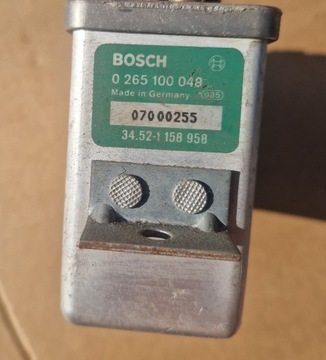 BOSCH
0 265 100 048
Made in Germany
07000255
34.52-1 158 958